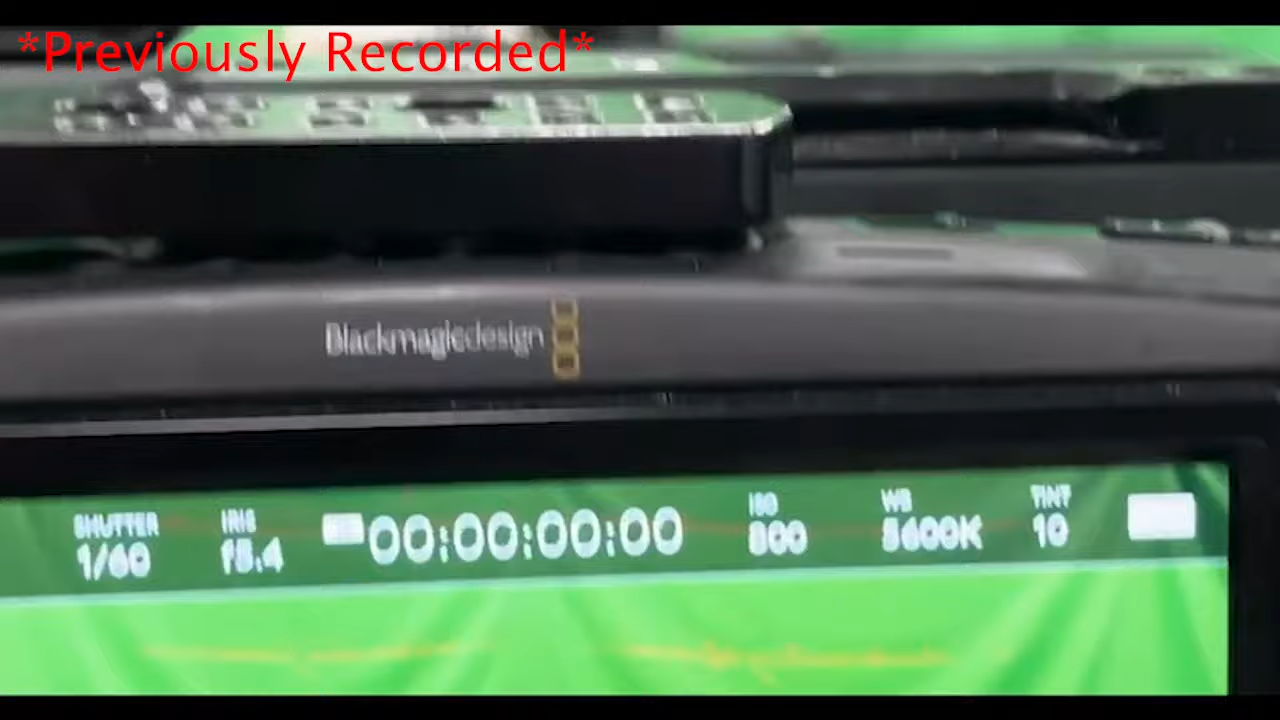 *Previously Recorded*
Blackmagicdesign
SHUTTER IRIS 00:00:00:00 ISO WB TINT
1/60 f5.4 800 5600K 10